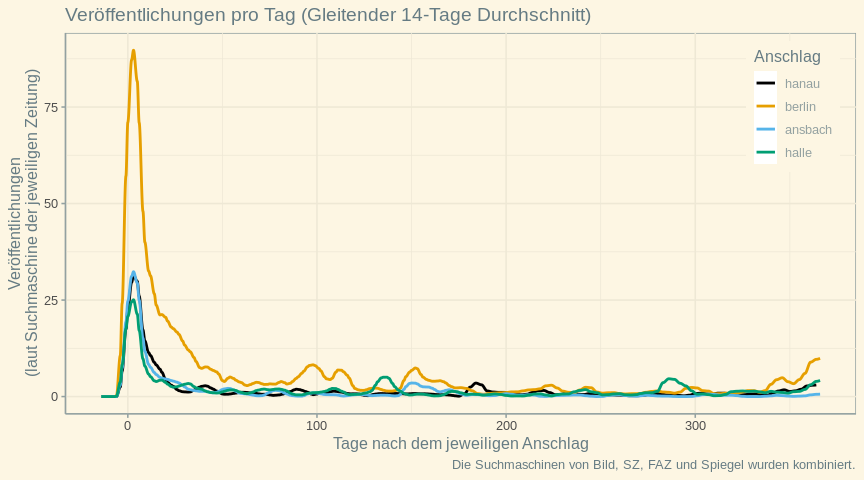 Veröffentlichungen pro Tag (Gleitender 14-Tage Durchschnitt)
Veröffentlichungen
(laut Suchmaschine der jeweiligen Zeitung)
75
50
25
0
Anschlag
hanau
berlin
ansbach
halle
0
100
200
300
Tage nach dem jeweiligen Anschlag
Die Suchmaschinen von Bild, SZ, FAZ und Spiegel wurden kombiniert.